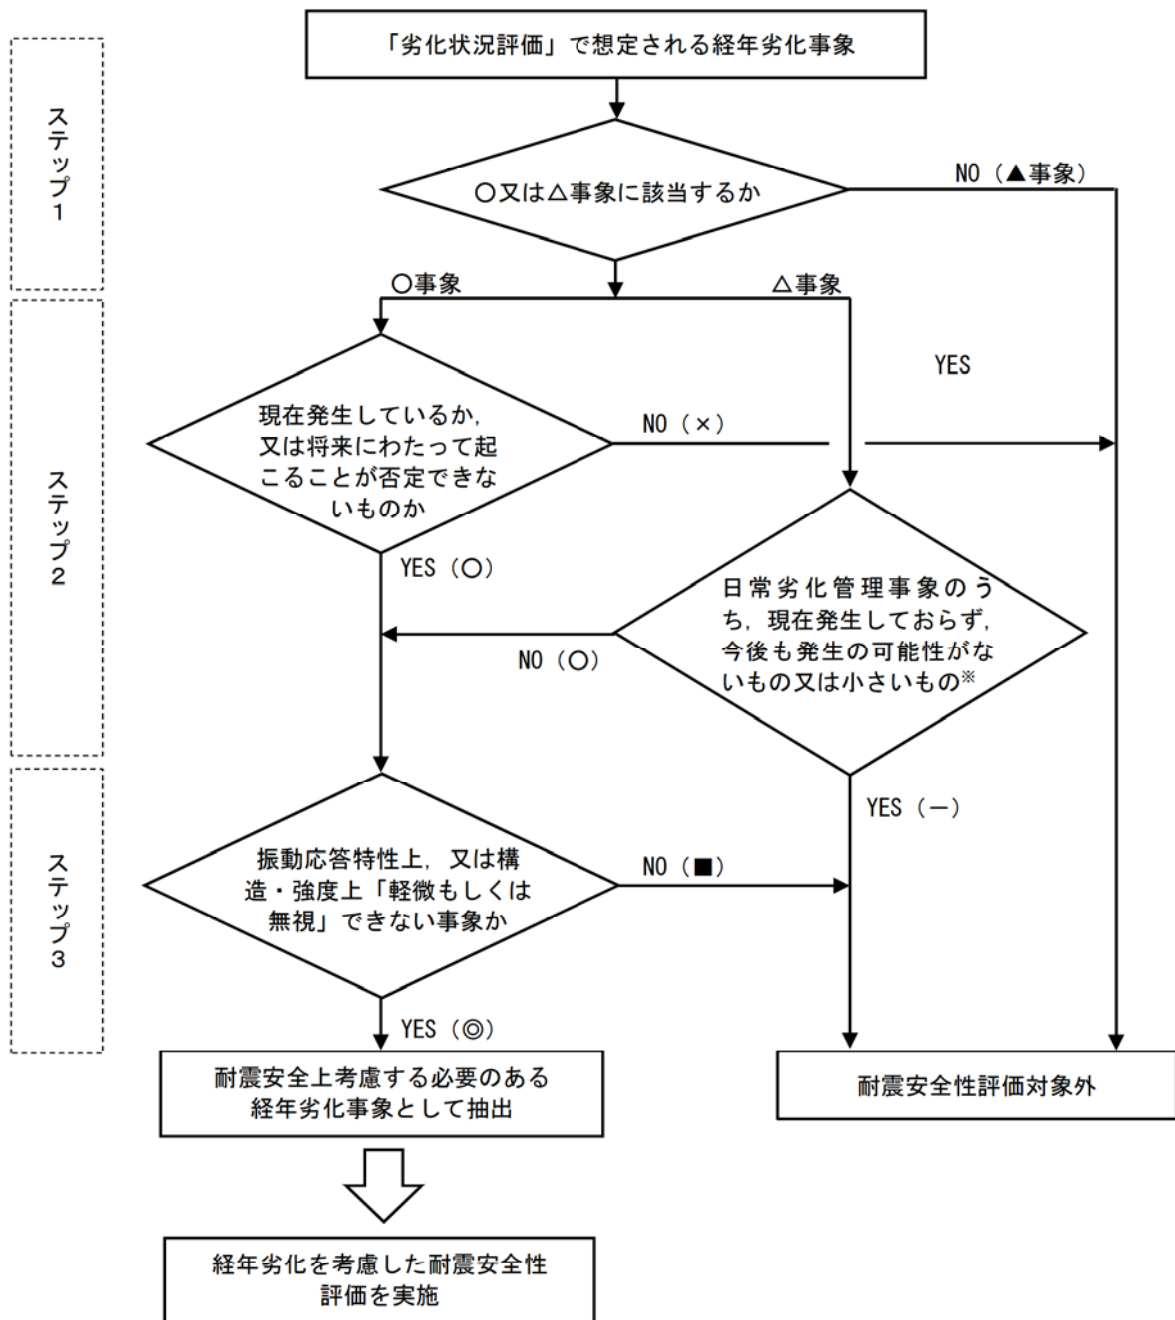 「劣化状況評価」で想定される経年劣化事象
ステップ1
○又は△事象に該当するか
NO（▲事象）
○事象
△事象
ステップ2
YES
現在発生しているか，
又は将来にわたって起
こることが否定できな
いものか
NO（×）
YES（○）
日常劣化管理事象のう
ち，現在発生しておらず，
今後も発生の可能性がな
いもの又は小さいもの※
NO（○）
YES（－）
ステップ3
振動応答特性上，又は構
造・強度上「軽微もしくは
無視」できない事象か
NO（■）
YES（◎）
耐震安全上考慮する必要のある
経年劣化事象として抽出
耐震安全性評価対象外
経年劣化を考慮した耐震安全性
評価を実施